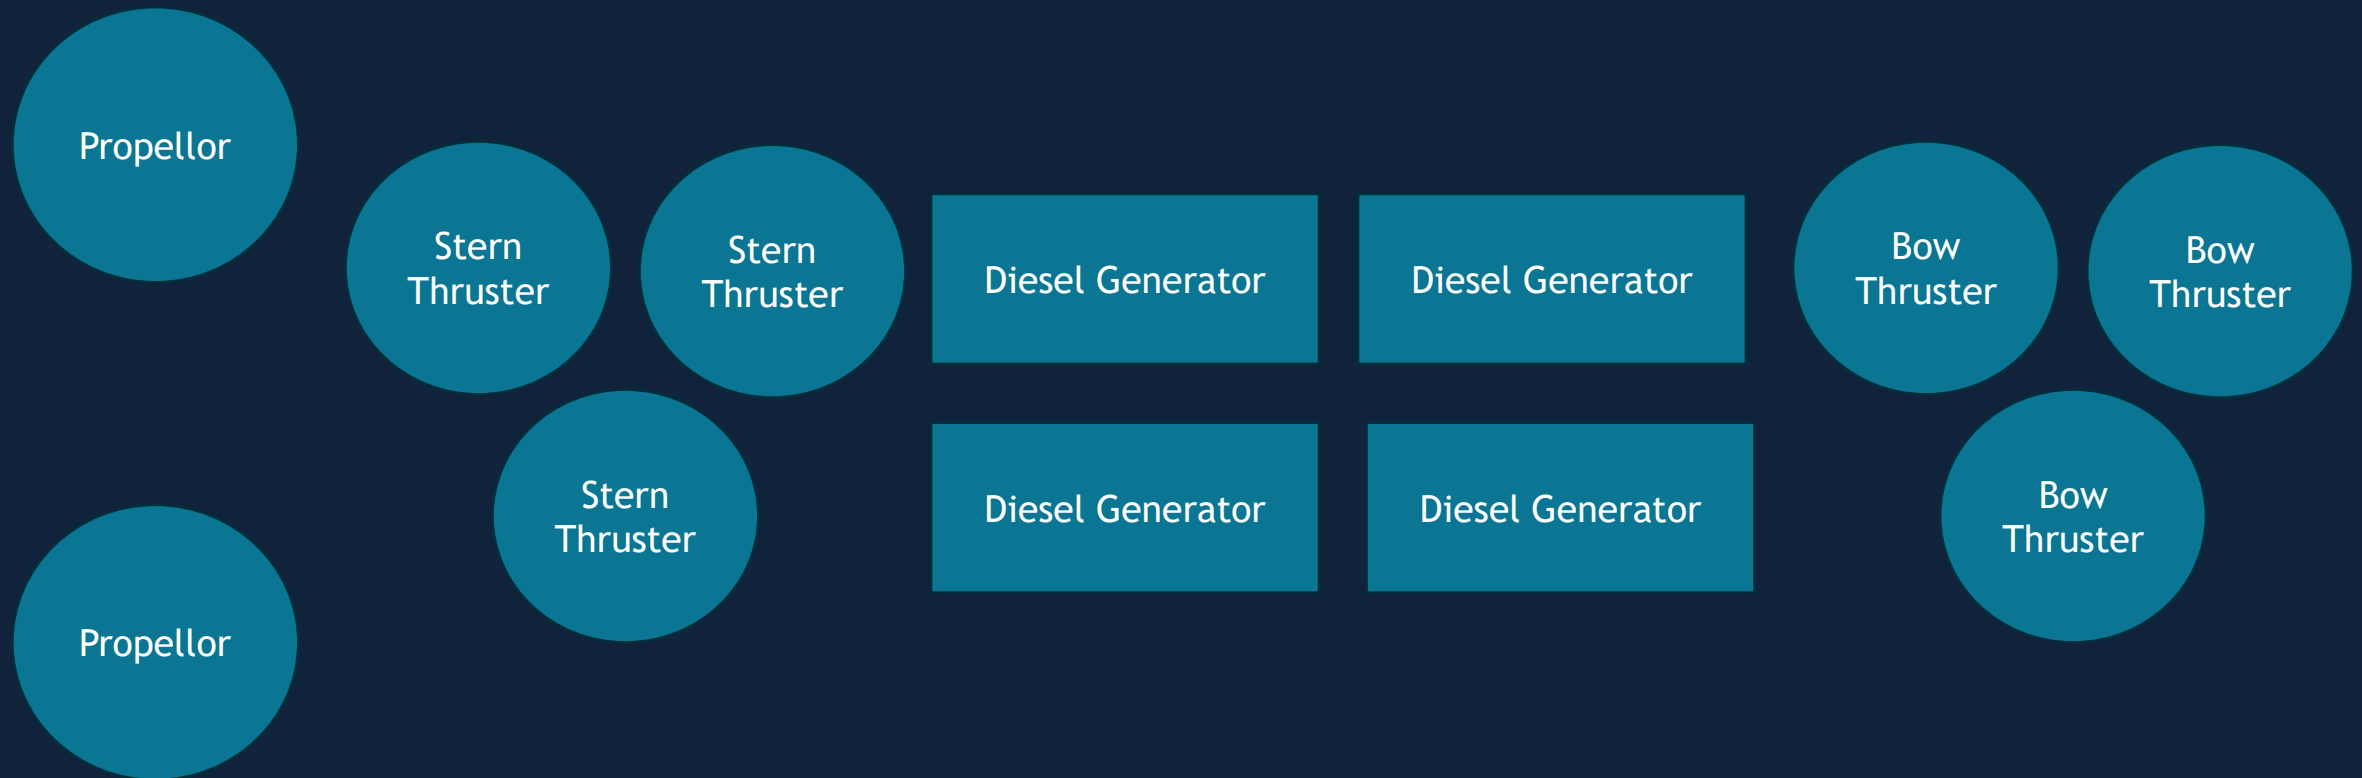 Propellor
Stern
Thruster
Stern
Thruster
Diesel Generator
Diesel Generator
Bow
Thruster
Bow
Thruster
Propellor
Stern
Thruster
Diesel Generator
Diesel Generator
Bow
Thruster